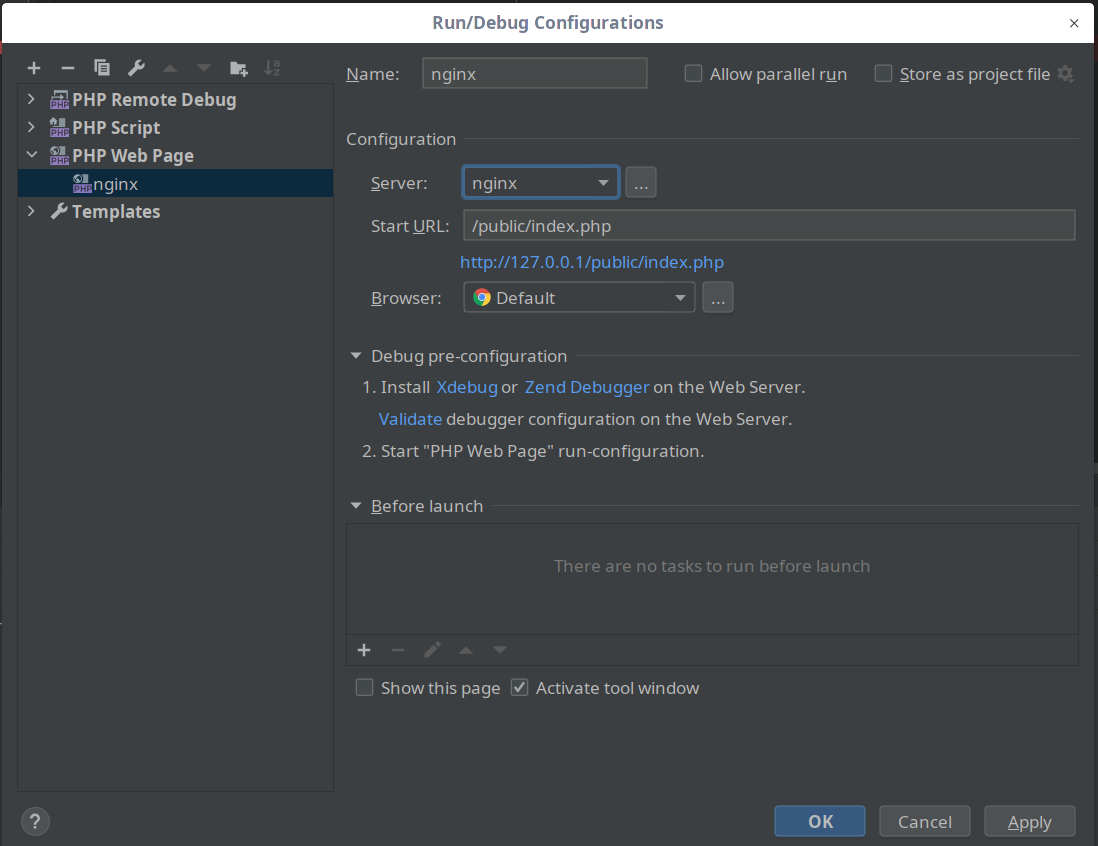 Run/Debug Configurations
Name: nginx Allow parallel run Store as project file
PHP Remote Debug
PHP Script
PHP Web Page
nginx
Templates
Configuration
Server: nginx ...
Start URL: /public/index.php
http://127.0.0.1/public/index.php
Browser: Default ...
Debug pre-configuration
1. Install Xdebug or Zend Debugger on the Web Server.
Validate debugger configuration on the Web Server.
2. Start "PHP Web Page" run-configuration.
Before launch
There are no tasks to run before launch
Show this page Activate tool window
? OK Cancel Apply